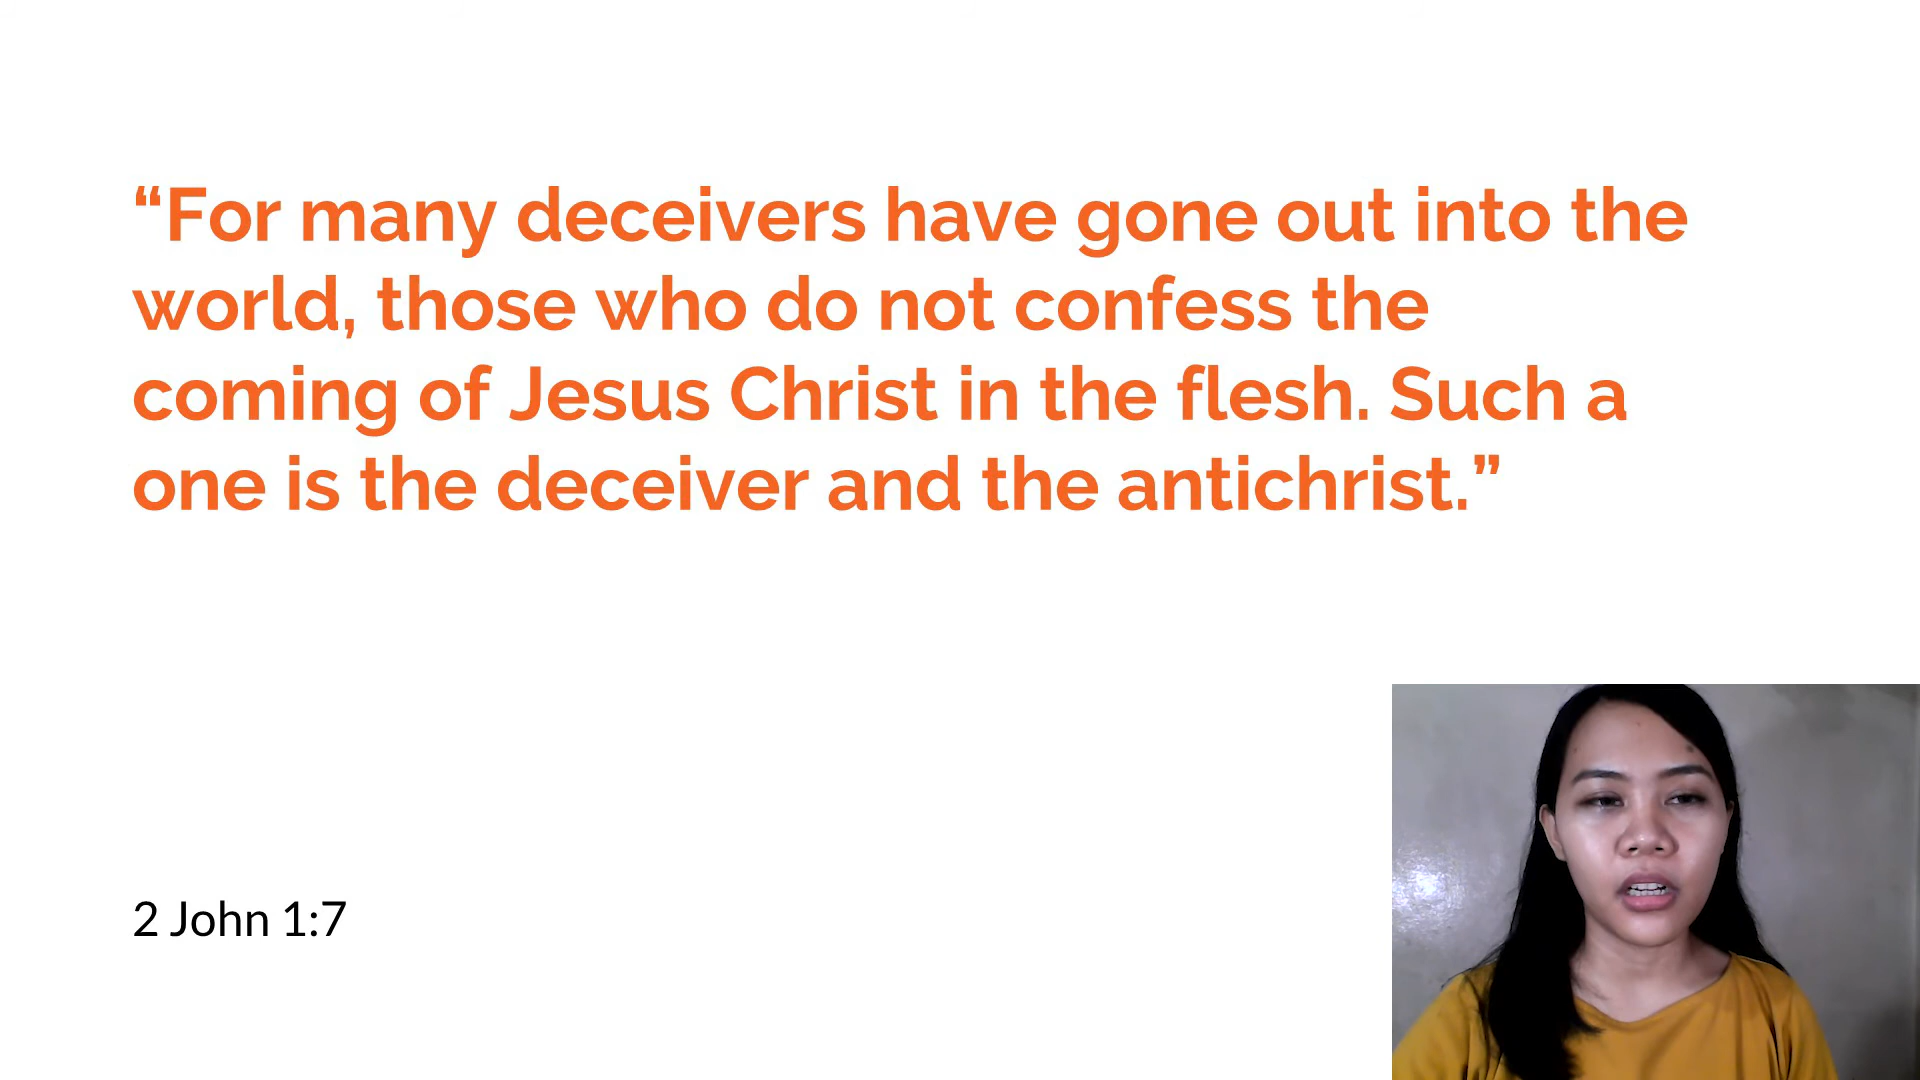 “For many deceivers have gone out into the
world, those who do not confess the
coming of Jesus Christ in the flesh. Such a
one is the deceiver and the antichrist.”
2 John 1:7